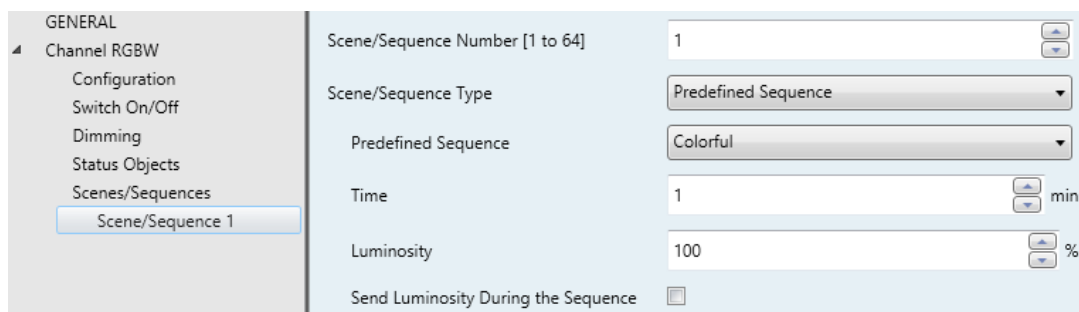 GENERAL
Channel RGBW
Configuration
Switch On/Off
Dimming
Status Objects
Scenes/Sequences
Scene/Sequence 1
Scene/Sequence Number [1 to 64] 1
Scene/Sequence Type Predefined Sequence
Predefined Sequence Colorful
Time 1 min
Luminosity 100 %
Send Luminosity During the Sequence